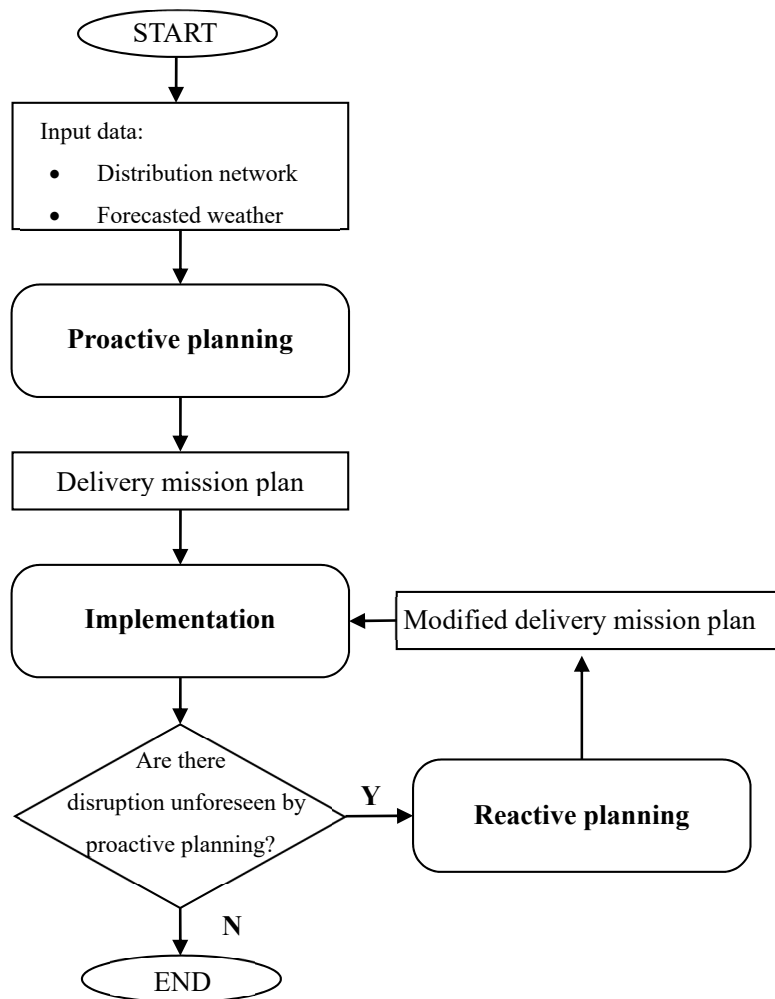 START
Input data:
• Distribution network
• Forecasted weather
Proactive planning
Delivery mission plan
Implementation
Modified delivery mission plan
Are there
disruption unforeseen by
proactive planning?
Y
Reactive planning
N
END